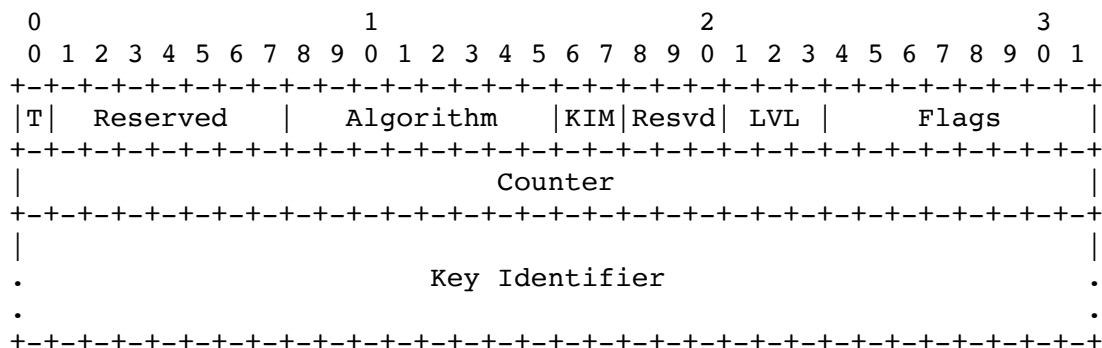 0                   1                   2                   3
 0 1 2 3 4 5 6 7 8 9 0 1 2 3 4 5 6 7 8 9 0 1 2 3 4 5 6 7 8 9 0 1
+-+-+-+-+-+-+-+-+-+-+-+-+-+-+-+-+-+-+-+-+-+-+-+-+-+-+-+-+-+-+-+-+
|T|  Reserved   |   Algorithm   |KIM|Resvd| LVL |     Flags     |
+-+-+-+-+-+-+-+-+-+-+-+-+-+-+-+-+-+-+-+-+-+-+-+-+-+-+-+-+-+-+-+-+
|                            Counter                            |
+-+-+-+-+-+-+-+-+-+-+-+-+-+-+-+-+-+-+-+-+-+-+-+-+-+-+-+-+-+-+-+-+
|                                                               |
.                        Key Identifier                         .
.                                                               .
+-+-+-+-+-+-+-+-+-+-+-+-+-+-+-+-+-+-+-+-+-+-+-+-+-+-+-+-+-+-+-+-+